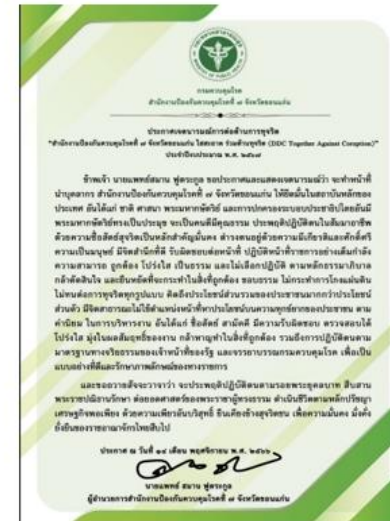 กรมควบคุมโรค
สำนักงานป้องกันควบคุมโรคที่ ๗ จังหวัดขอนแก่น
ประกาศเจตนารมณ์การต่อต้านการทุจริต
"สำนักงานป้องกันควบคุมโรคที่ ๗ จังหวัดขอนแก่น ใสสะอาด ร่วมต้านทุจริต (DDC Together Against Corruption)"
ประจำปีงบประมาณ พ.ศ. ๒๕๖๗
ข้าพเจ้า นายแพทย์สมาน ฟูตระกูล ขอประกาศและแสดงเจตนารมณ์ว่า จะทำหน้าที่
นำบุคลากร สำนักงานป้องกันควบคุมโรคที่ ๗ จังหวัดขอนแก่น ให้ยึดมั่นในสถาบันหลักของ
ประเทศ อันได้แก่ ชาติ ศาสนา พระมหากษัตริย์ และการปกครองระบอบประชาธิปไตยอันมี
พระมหากษัตริย์ทรงเป็นประมุข จะเป็นคนดีมีคุณธรรม ประพฤติปฏิบัติตนในสัมมาอาชีพ
ด้วยความซื่อสัตย์สุจริตเป็นหลักสำคัญมั่นคง ดำรงตนอยู่ด้วยความมีเกียรติและศักดิ์ศรี
ความเป็นมนุษย์ มีจิตสำนึกที่ดี รับผิดชอบต่อหน้าที่ ปฏิบัติหน้าที่ราชการอย่างเต็มกำลัง
ความสามารถ ถูกต้อง โปร่งใส เป็นธรรม และไม่เลือกปฏิบัติ ตามหลักธรรมาภิบาล
กล้าตัดสินใจ และยืนหยัดที่จะกระทำในสิ่งที่ถูกต้อง ชอบธรรม ไม่กระทำการโกงแผ่นดิน
ไม่ทนต่อการทุจริตทุกรูปแบบ คิดถึงประโยชน์ส่วนรวมของประชาชนมากกว่าประโยชน์
ส่วนตัว มีจิตสาธารณะไม่ใช้ตำแหน่งหน้าที่หาประโยชน์บนความทุกข์ยากของประชาชน ตาม
ค่านิยม ในการบริหารงาน อันได้แก่ ซื่อสัตย์ สามัคคี มีความรับผิดชอบ ตรวจสอบได้
โปร่งใส มุ่งในผลสัมฤทธิ์ของงาน กล้าหาญทำในสิ่งที่ถูกต้อง รวมถึงการปฏิบัติตนตาม
มาตรฐานทางจริยธรรมของเจ้าหน้าที่ของรัฐ และจรรยาบรรณกรมควบคุมโรค เพื่อเป็น
แบบอย่างที่ดีและรักษาภาพลักษณ์ของทางราชการ
และขอถวายสัจจะวาจาว่า จะประพฤติปฏิบัติตนตามรอยพระยุคลบาท สืบสาน
พระราชปณิธานรักษา ต่อยอดศาสตร์ของพระราชาผู้ทรงธรรม ดำเนินชีวิตตามหลักปรัชญา
เศรษฐกิจพอเพียง ด้วยความเพียรอันบริสุทธิ์ ยืนเคียงข้างสุจริตชน เพื่อความมั่นคง มั่งคั่ง
ยั่งยืนของราชอาณาจักรไทยสืบไป
ประกาศ ณ วันที่ ๑๔ เดือน พฤศจิกายน พ.ศ. ๒๕๖๖
นายแพทย์ สมาน ฟูตระกูล
ผู้อำนวยการสำนักงานป้องกันควบคุมโรคที่ ๗ จังหวัดขอนแก่น